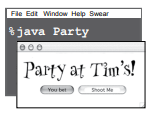 File Edit Window Help Swear
%java Party
Party at Tim's!
You bet
Shoot Me